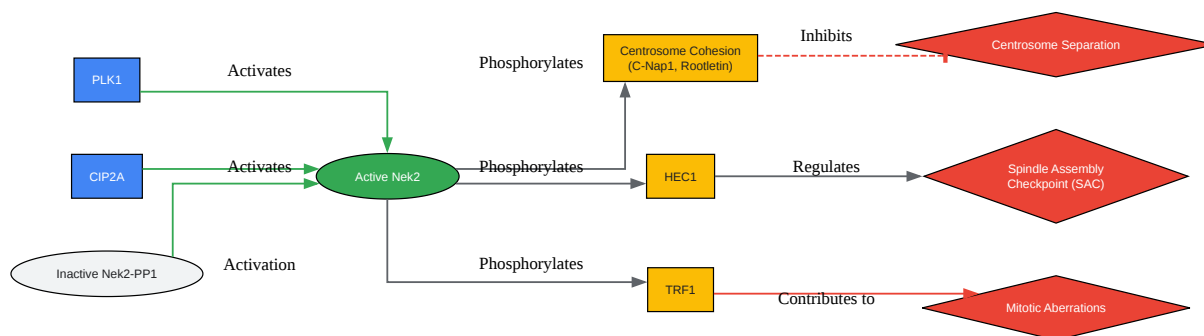 PLK1
Activates
Phosphorylates
Centrosome Cohesion
(C-Nap1, Rootletin)
Inhibits
Centrosome Separation
CIP2A
Activates
Active Nek2
Phosphorylates
HEC1
Regulates
Spindle Assembly
Checkpoint (SAC)
Inactive Nek2-PP1
Activation
Phosphorylates
TRF1
Contributes to
Mitotic Aberrations